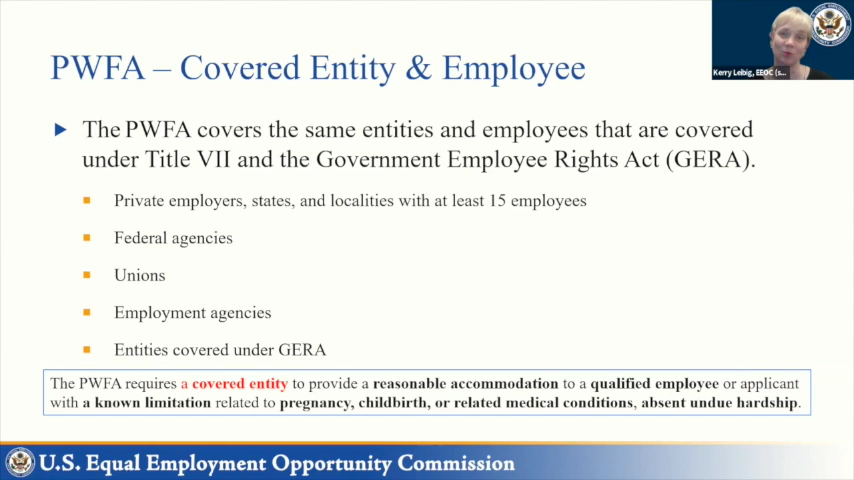 Kerry Leibig, EEOC (s...
PWFA – Covered Entity & Employee
The PWFA covers the same entities and employees that are covered
under Title VII and the Government Employee Rights Act (GERA).
Private employers, states, and localities with at least 15 employees
Federal agencies
Unions
Employment agencies
Entities covered under GERA
The PWFA requires a covered entity to provide a reasonable accommodation to a qualified employee or applicant
with a known limitation related to pregnancy, childbirth, or related medical conditions, absent undue hardship.
U.S. Equal Employment Opportunity Commission